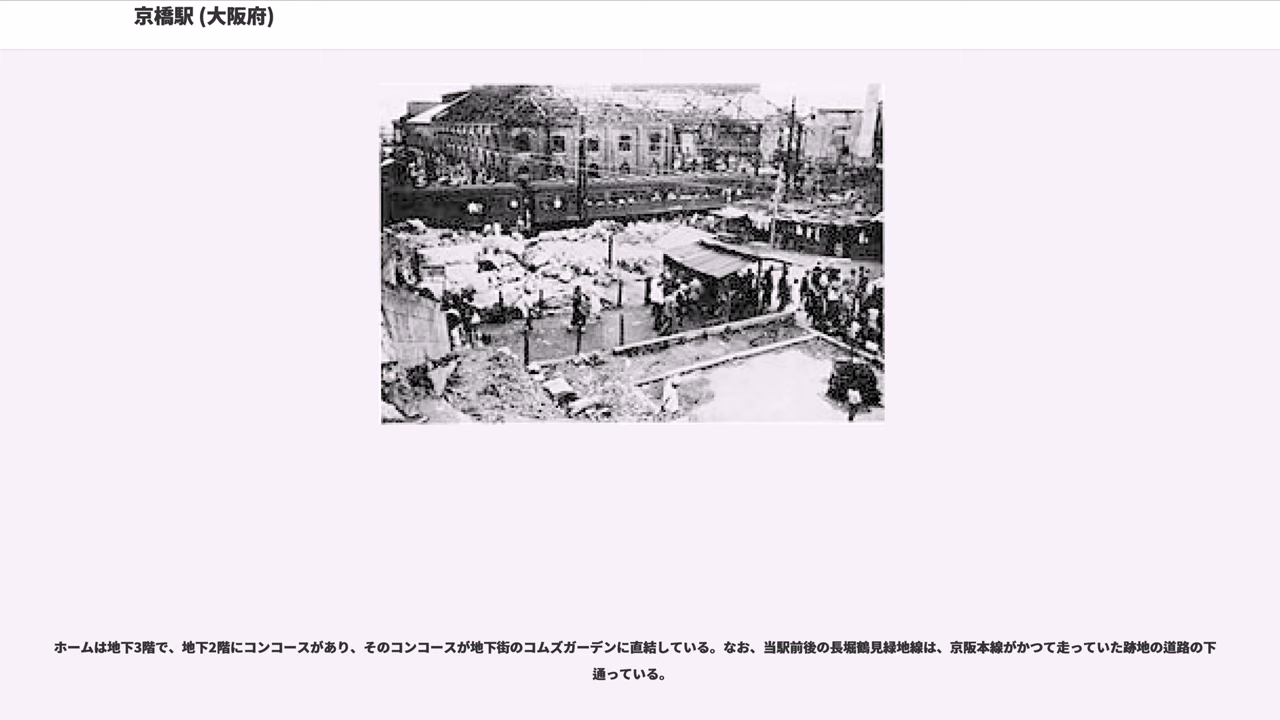 京橋駅 (大阪府)
ホームは地下3階で、地下2階にコンコースがあり、そのコンコースが地下街のコムズガーデンに直結している。なお、当駅前後の長堀鶴見緑地線は、京阪本線がかつて走っていた跡地の道路の下
通っている。